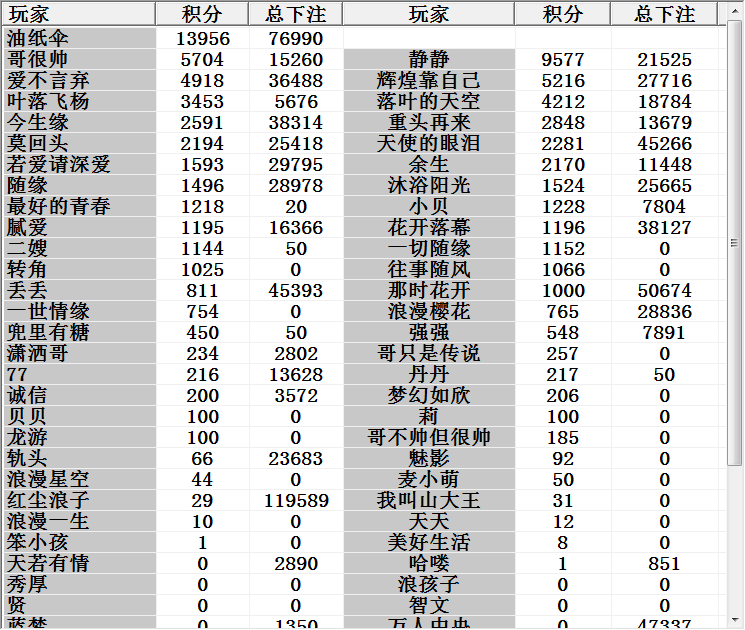 玩家 积分 总下注 玩家 积分 总下注
油纸伞 13956 76990
哥很帅 5704 15260 静静 9577 21525
爱不言弃 4918 36488 辉煌靠自己 5216 27716
叶落飞杨 3453 5676 落叶的天空 4212 18784
今生缘 2591 38314 重头再来 2848 13679
莫回头 2194 25418 天使的眼泪 2281 45266
若爱请深爱 1593 29795 余生 2170 11448
随缘 1496 28978 沐浴阳光 1524 25665
最好的青春 1218 20 小贝 1228 7804
腻爱 1195 16366 花开落幕 1196 38127
二嫂 1144 50 一切随缘 1152 0
转角 1025 0 往事随风 1066 0
丢丢 811 45393 那时花开 1000 50674
一世情缘 754 0 浪漫樱花 765 28836
兜里有糖 450 50 强强 548 7891
潇洒哥 234 2802 哥只是传说 257 0
77 216 13628 丹丹 217 50
诚信 200 3572 梦幻如欣 206 0
贝贝 100 0 莉 100 0
龙游 100 0 哥不帅但很帅 185 0
轨头 66 23683 魅影 92 0
浪漫星空 44 0 麦小萌 50 0
红尘浪子 29 119589 我叫山大王 31 0
浪漫一生 10 0 天天 12 0
笨小孩 1 0 美好生活 8 0
天若有情 0 2890 哈喽 1 851
秀厚 0 0 浪孩子 0 0
贤 0 0 智文 0 0
蓝梦 0 1350 万人中央 0 47337